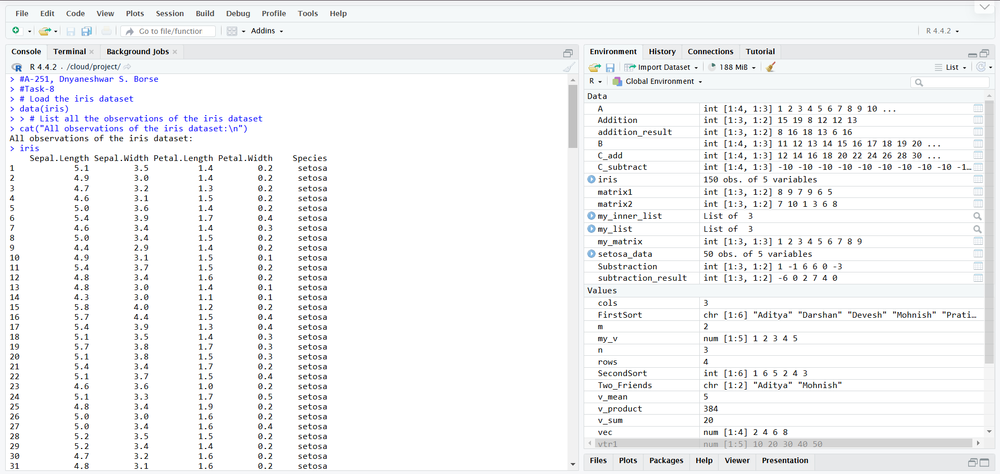 File Edit Code View Plots Session Build Debug Profile Tools Help
Go to file/function Addins R 4.4.2
Console Terminal Background Jobs
R R 4.4.2 . /cloud/project/
> #A-251, Dnyaneshwar S. Borse
> #Task-8
> # Load the iris dataset
> data(iris)
> > # List all the observations of the iris dataset
> cat("All observations of the iris dataset:\n")
All observations of the iris dataset:
> iris
Sepal.Length Sepal.Width Petal.Length Petal.Width Species
1 5.1 3.5 1.4 0.2 setosa
2 4.9 3.0 1.4 0.2 setosa
3 4.7 3.2 1.3 0.2 setosa
4 4.6 3.1 1.5 0.2 setosa
5 5.0 3.6 1.4 0.2 setosa
6 5.4 3.9 1.7 0.4 setosa
7 4.6 3.4 1.4 0.3 setosa
8 5.0 3.4 1.5 0.2 setosa
9 4.4 2.9 1.4 0.2 setosa
10 4.9 3.1 1.5 0.1 setosa
11 5.4 3.7 1.5 0.2 setosa
12 4.8 3.4 1.6 0.2 setosa
13 4.8 3.0 1.4 0.1 setosa
14 4.3 3.0 1.1 0.1 setosa
15 5.8 4.0 1.2 0.2 setosa
16 5.7 4.4 1.5 0.4 setosa
17 5.4 3.9 1.3 0.4 setosa
18 5.1 3.5 1.4 0.3 setosa
19 5.7 3.8 1.7 0.3 setosa
20 5.1 3.8 1.5 0.3 setosa
21 5.4 3.4 1.7 0.2 setosa
22 5.1 3.7 1.5 0.4 setosa
23 4.6 3.6 1.0 0.2 setosa
24 5.1 3.3 1.7 0.5 setosa
25 4.8 3.4 1.9 0.2 setosa
26 5.0 3.0 1.6 0.2 setosa
27 5.0 3.4 1.6 0.4 setosa
28 5.2 3.5 1.5 0.2 setosa
29 5.2 3.4 1.4 0.2 setosa
30 4.7 3.2 1.6 0.2 setosa
31 4.8 3.1 1.6 0.2 setosa
Environment History Connections Tutorial
Import Dataset 188 MiB List
R Global Environment
Data
A int [1:4, 1:3] 1 2 3 4 5 6 7 8 9 10 ...
Addition int [1:3, 1:2] 15 19 8 12 12 13
addition_result int [1:3, 1:2] 8 16 18 13 6 16
B int [1:4, 1:3] 11 12 13 14 15 16 17 18 19 20 ...
C_add int [1:4, 1:3] 12 14 16 18 20 22 24 26 28 30 ...
C_subtract int [1:4, 1:3] -10 -10 -10 -10 -10 -10 -10 -10 -10 -1…
iris 150 obs. of 5 variables
matrix1 int [1:3, 1:2] 8 9 7 9 6 5
matrix2 int [1:3, 1:2] 7 10 1 3 6 8
my_inner_list List of 3
my_list List of 3
my_matrix int [1:3, 1:3] 1 2 3 4 5 6 7 8 9
setosa_data 50 obs. of 5 variables
Substraction int [1:3, 1:2] 1 -1 6 6 0 -3
subtraction_result int [1:3, 1:2] -6 0 2 7 4 0
Values
cols 3
FirstSort chr [1:6] "Aditya" "Darshan" "Devesh" "Mohnish" "Prati…
m 2
my_v num [1:5] 1 2 3 4 5
n 3
rows 4
SecondSort int [1:6] 1 6 5 2 4 3
Two_Friends chr [1:2] "Aditya" "Mohnish"
v_mean 5
v_product 384
v_sum 20
vec num [1:4] 2 4 6 8
vtr1 num [1:5] 10 20 30 40 50
Files Plots Packages Help Viewer Presentation